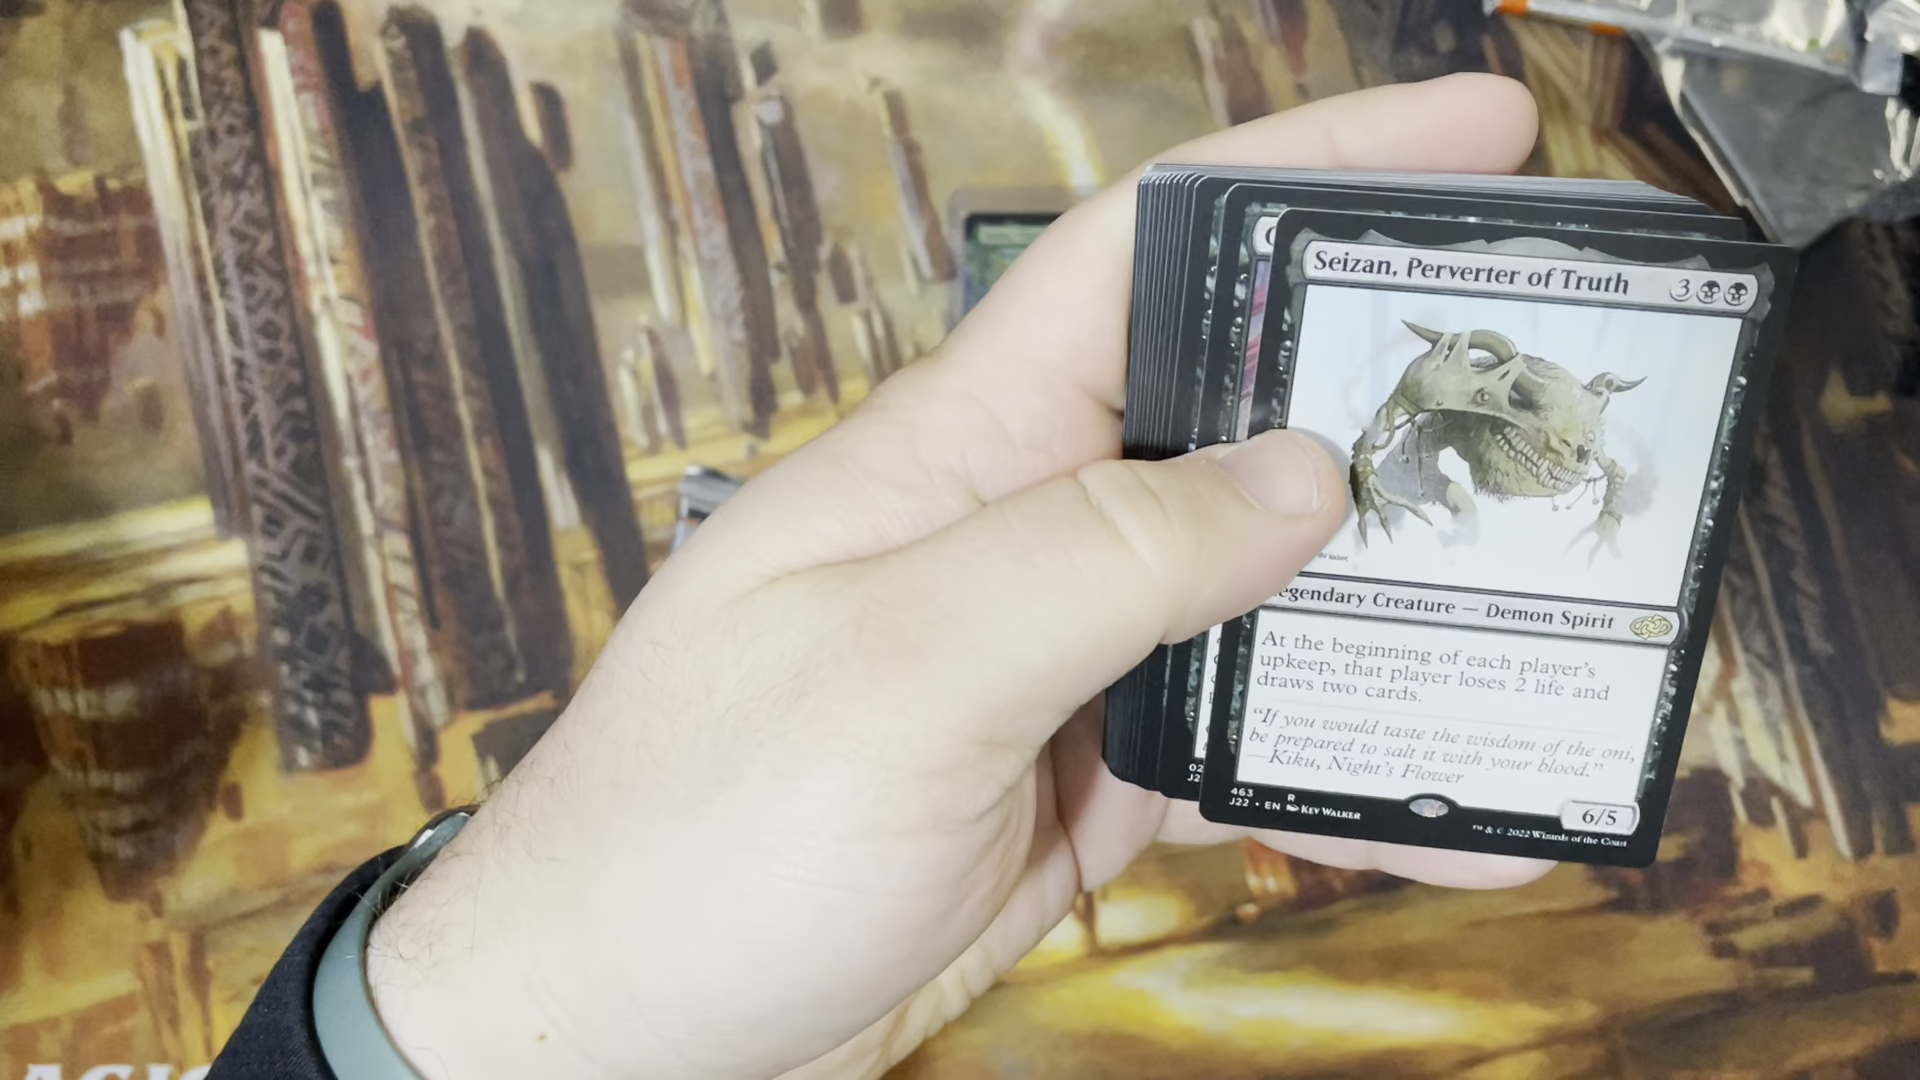 Seizan, Perverter of Truth 3
egendary Creature — Demon Spirit
At the beginning of each player's
upkeep, that player loses 2 life and
draws two cards.
"If you would taste the wisdom of the oni,
be prepared to salt it with your blood."
—Kiku, Night's Flower
6/5
463 R
J22 • EN KEV WALKER
™ & © 2022 Wizards of the Coast
02
J2